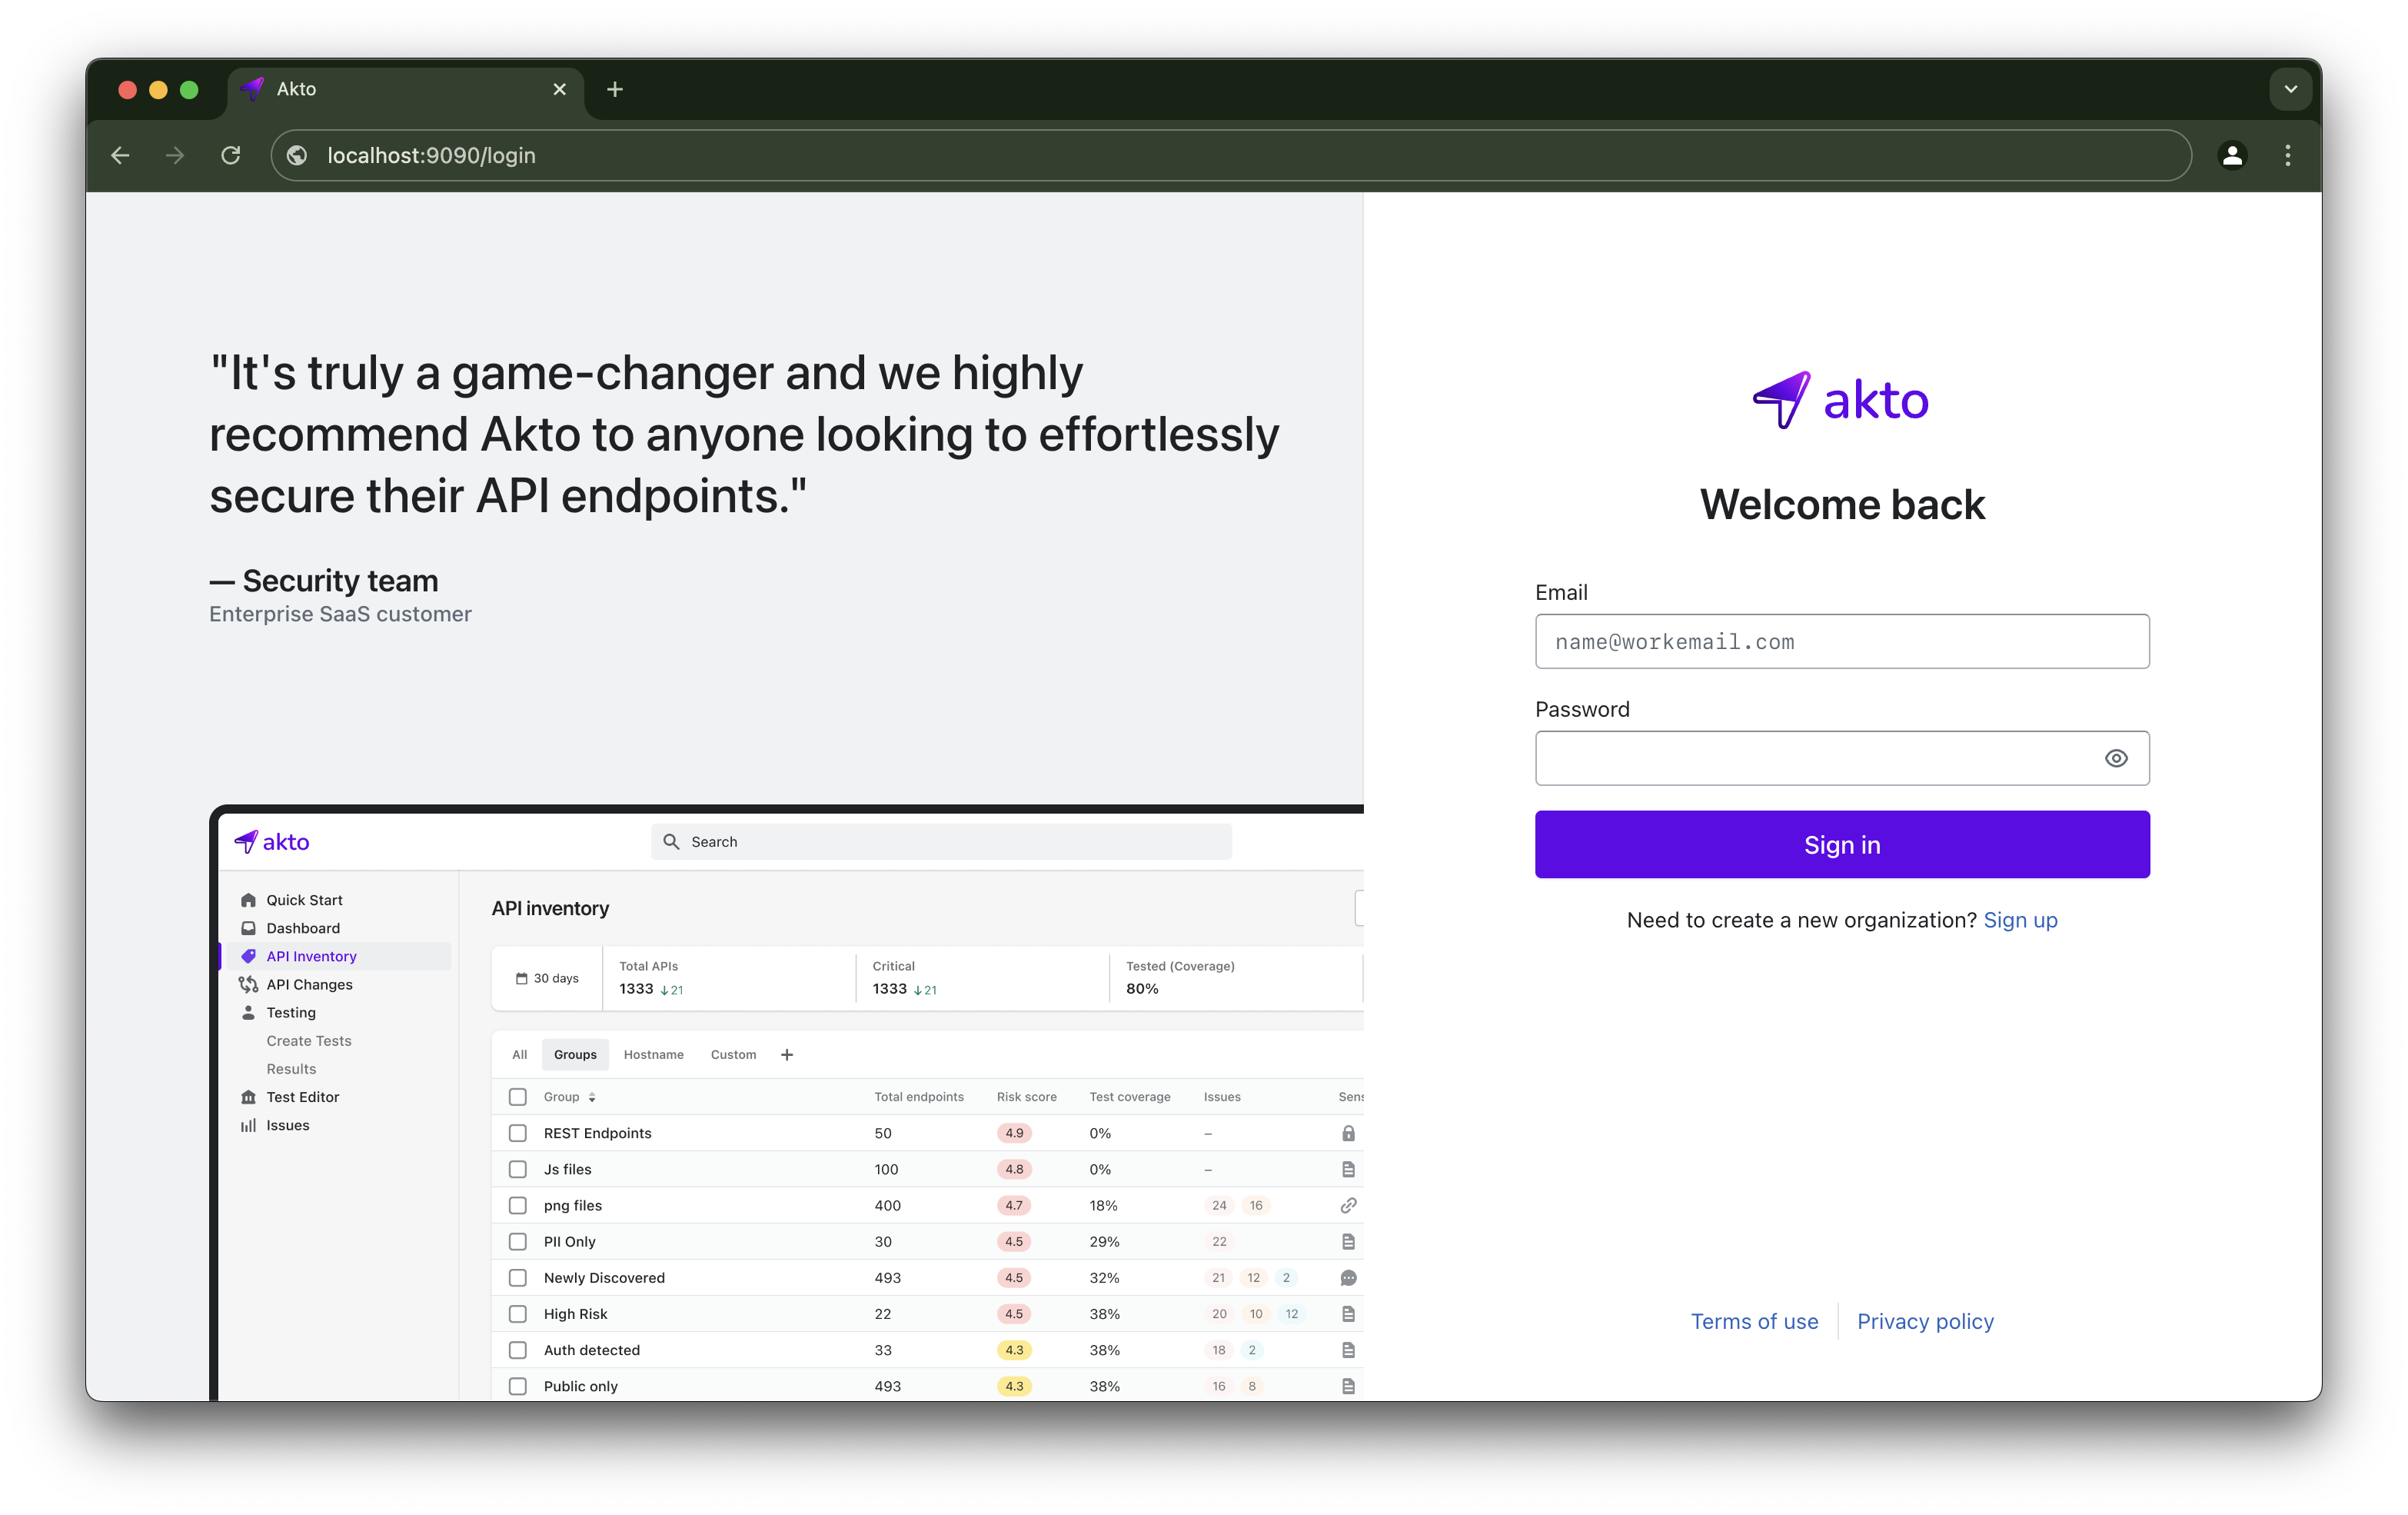 Akto
localhost:9090/login
"It's truly a game-changer and we highly
recommend Akto to anyone looking to effortlessly
secure their API endpoints."
— Security team
Enterprise SaaS customer
akto
Search
Quick Start
Dashboard
API Inventory
API Changes
Testing
Create Tests
Results
Test Editor
Issues
API inventory
30 days
Total APIs
1333 ↓21
Critical
1333 ↓21
Tested (Coverage)
80%
All Groups Hostname Custom +
Group Total endpoints Risk score Test coverage Issues Sens
REST Endpoints 50 4.9 0% –
Js files 100 4.8 0% –
png files 400 4.7 18% 24 16
PII Only 30 4.5 29% 22
Newly Discovered 493 4.5 32% 21 12 2
High Risk 22 4.5 38% 20 10 12
Auth detected 33 4.3 38% 18 2
Public only 493 4.3 38% 16 8
akto
Welcome back
Email
name@workemail.com
Password
Sign in
Need to create a new organization? Sign up
Terms of use
Privacy policy